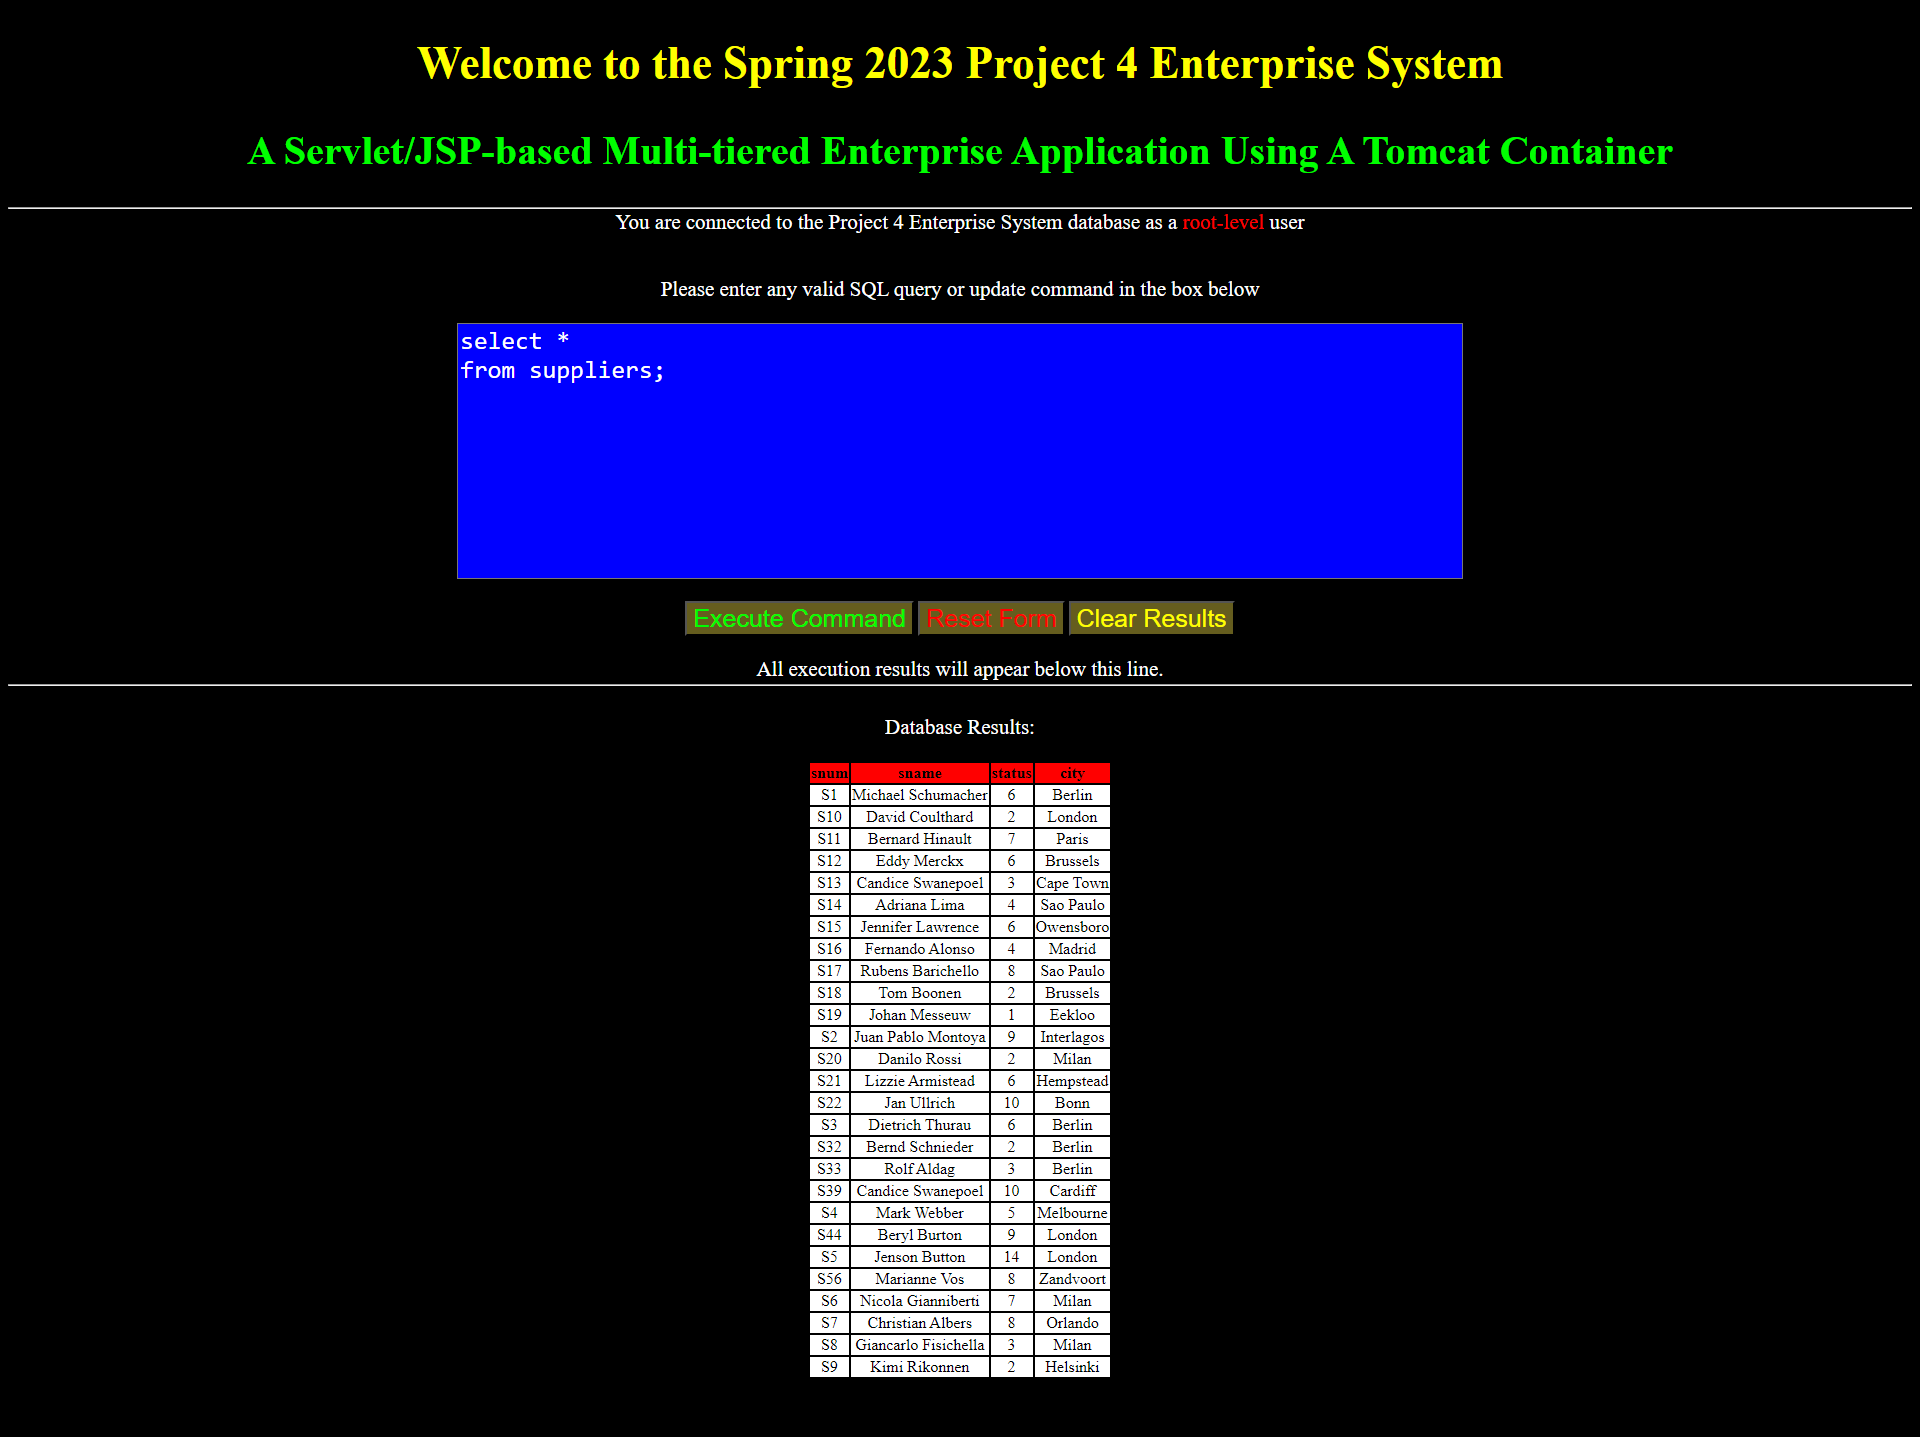 Welcome to the Spring 2023 Project 4 Enterprise System
A Servlet/JSP-based Multi-tiered Enterprise Application Using A Tomcat Container
You are connected to the Project 4 Enterprise System database as a root-level user
Please enter any valid SQL query or update command in the box below
select *
from suppliers;
Execute Command Reset Form Clear Results
All execution results will appear below this line.
Database Results:
snum sname status city
S1 Michael Schumacher 6 Berlin
S10 David Coulthard 2 London
S11 Bernard Hinault 7 Paris
S12 Eddy Merckx 6 Brussels
S13 Candice Swanepoel 3 Cape Town
S14 Adriana Lima 4 Sao Paulo
S15 Jennifer Lawrence 6 Owensboro
S16 Fernando Alonso 4 Madrid
S17 Rubens Barichello 8 Sao Paulo
S18 Tom Boonen 2 Brussels
S19 Johan Messeuw 1 Eekloo
S2 Juan Pablo Montoya 9 Interlagos
S20 Danilo Rossi 2 Milan
S21 Lizzie Armistead 6 Hempstead
S22 Jan Ullrich 10 Bonn
S3 Dietrich Thurau 6 Berlin
S32 Bernd Schnieder 2 Berlin
S33 Rolf Aldag 3 Berlin
S39 Candice Swanepoel 10 Cardiff
S4 Mark Webber 5 Melbourne
S44 Beryl Burton 9 London
S5 Jenson Button 14 London
S56 Marianne Vos 8 Zandvoort
S6 Nicola Gianniberti 7 Milan
S7 Christian Albers 8 Orlando
S8 Giancarlo Fisichella 3 Milan
S9 Kimi Rikonnen 2 Helsinki